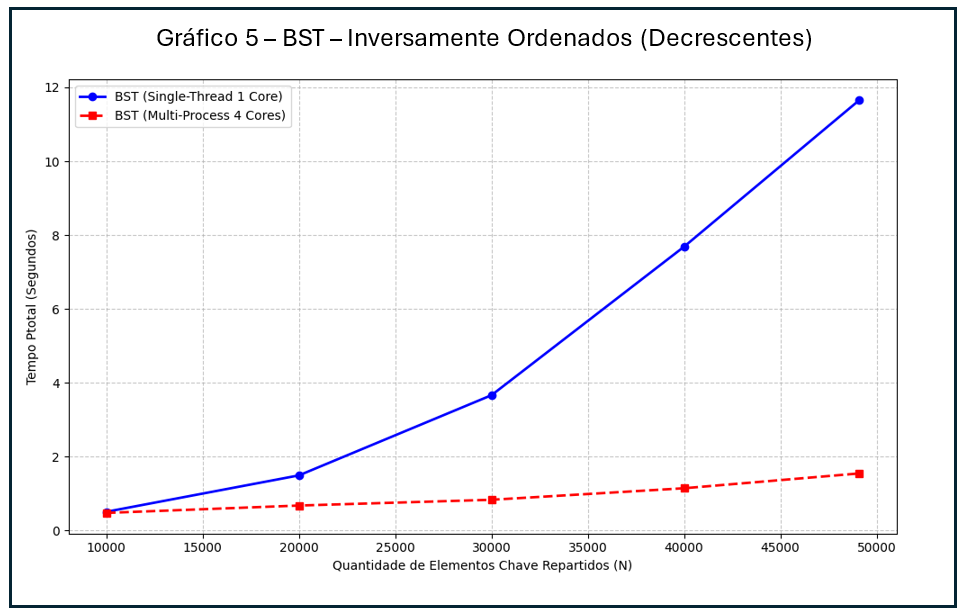 Gráfico 5 – BST – Inversamente Ordenados (Decrescentes)
BST (Single-Thread 1 Core)
BST (Multi-Process 4 Cores)
12
10
8
6
4
2
0
Tempo Ptotal (Segundos)
10000 15000 20000 25000 30000 35000 40000 45000 50000
Quantidade de Elementos Chave Repartidos (N)